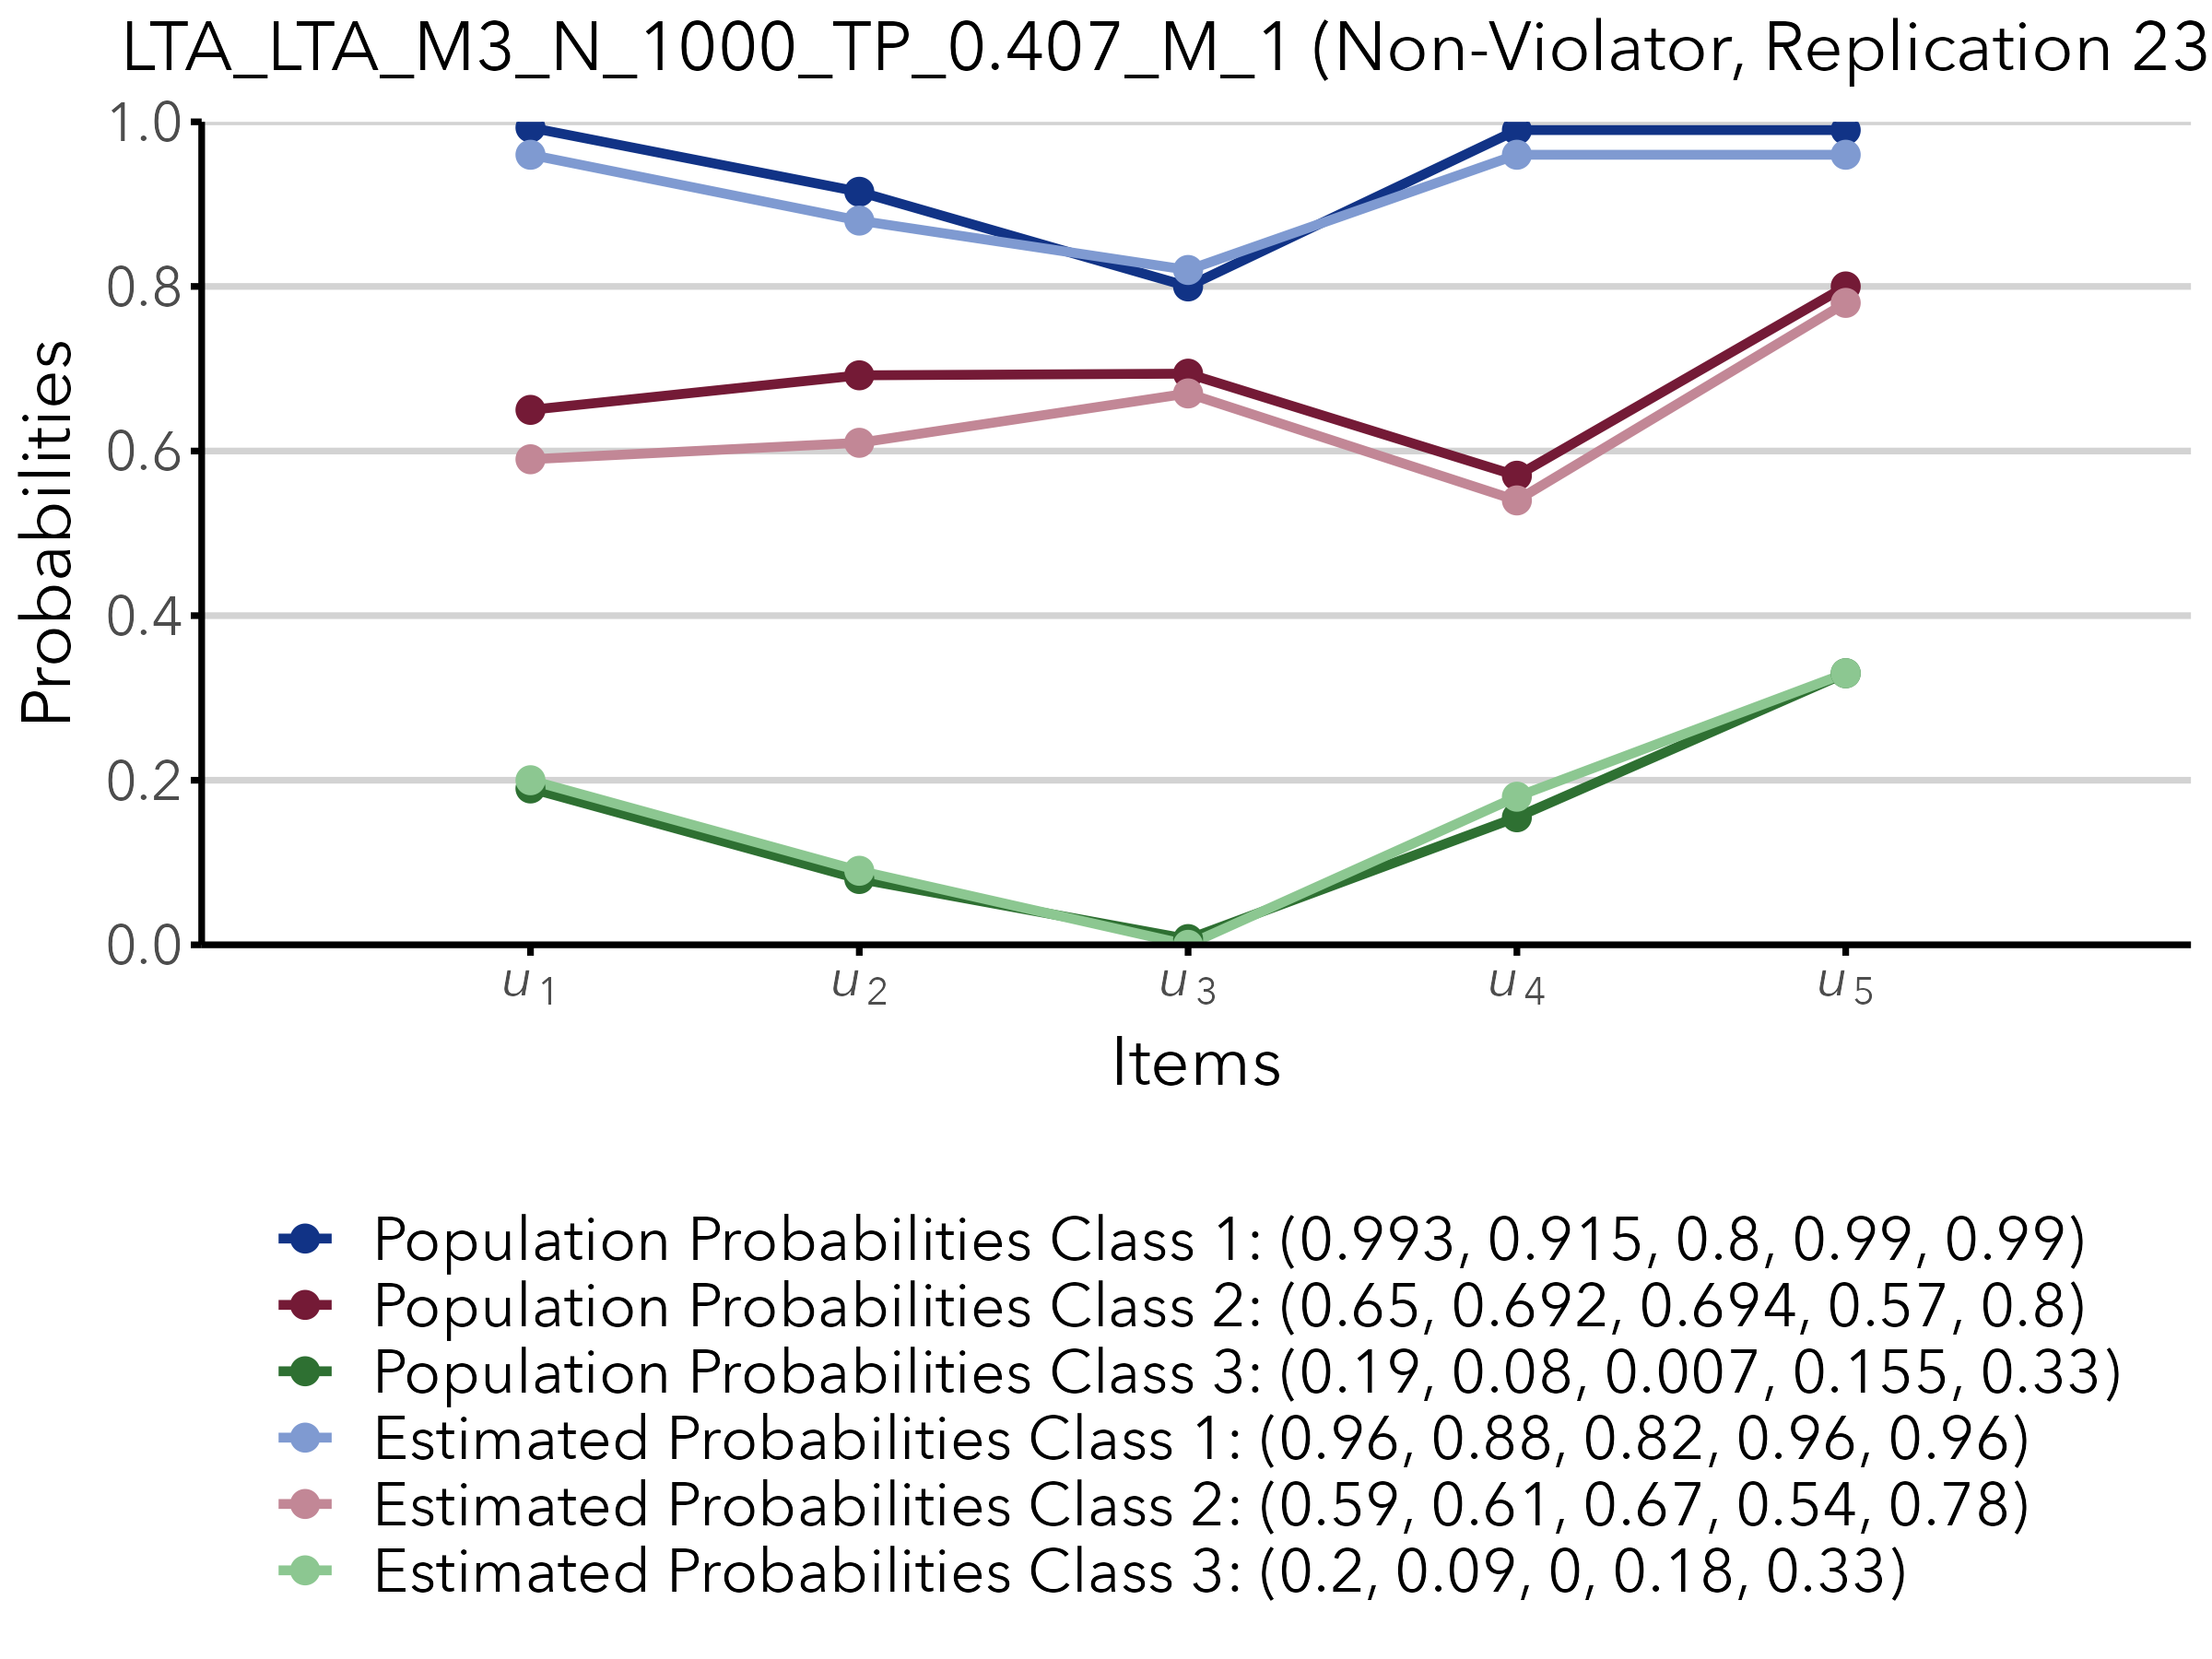 LTA_LTA_M3_N_1000_TP_0.407_M_1 (Non-Violator, Replication 23
1.0
0.8
0.6
0.4
0.2
0.0
Probabilities
u1
u2
u3
u4
u5
Items
Population Probabilities Class 1: (0.993, 0.915, 0.8, 0.99, 0.99)
Population Probabilities Class 2: (0.65, 0.692, 0.694, 0.57, 0.8)
Population Probabilities Class 3: (0.19, 0.08, 0.007, 0.155, 0.33)
Estimated Probabilities Class 1: (0.96, 0.88, 0.82, 0.96, 0.96)
Estimated Probabilities Class 2: (0.59, 0.61, 0.67, 0.54, 0.78)
Estimated Probabilities Class 3: (0.2, 0.09, 0, 0.18, 0.33)